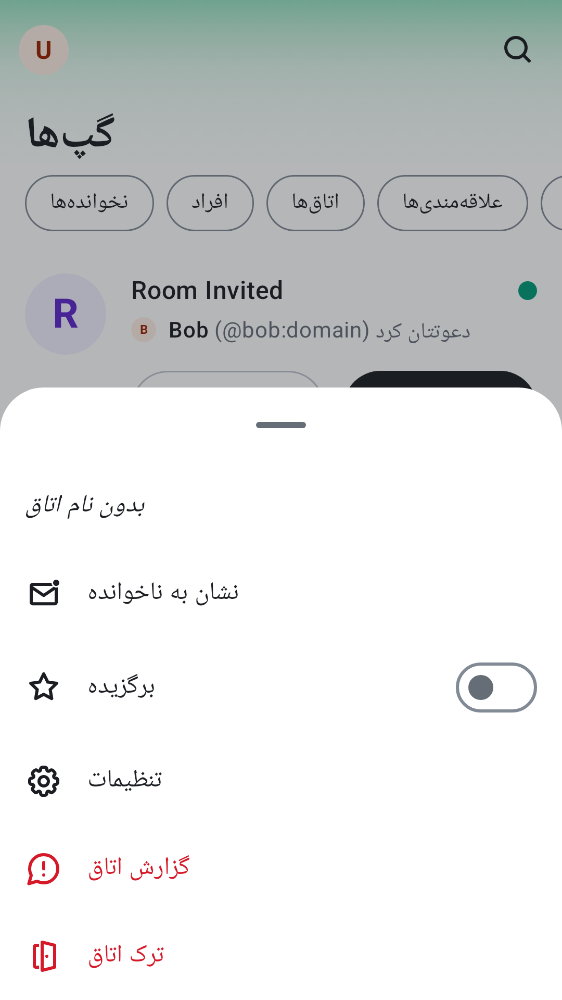 U
گپ‌ها
نخوانده‌ها افراد اتاق‌ها علاقه‌مندی‌ها
R
Room Invited
B Bob (@bob:domain) دعوتتان کرد
بدون نام اتاق
نشان به ناخوانده
برگزیده
تنظیمات
گزارش اتاق
ترک اتاق